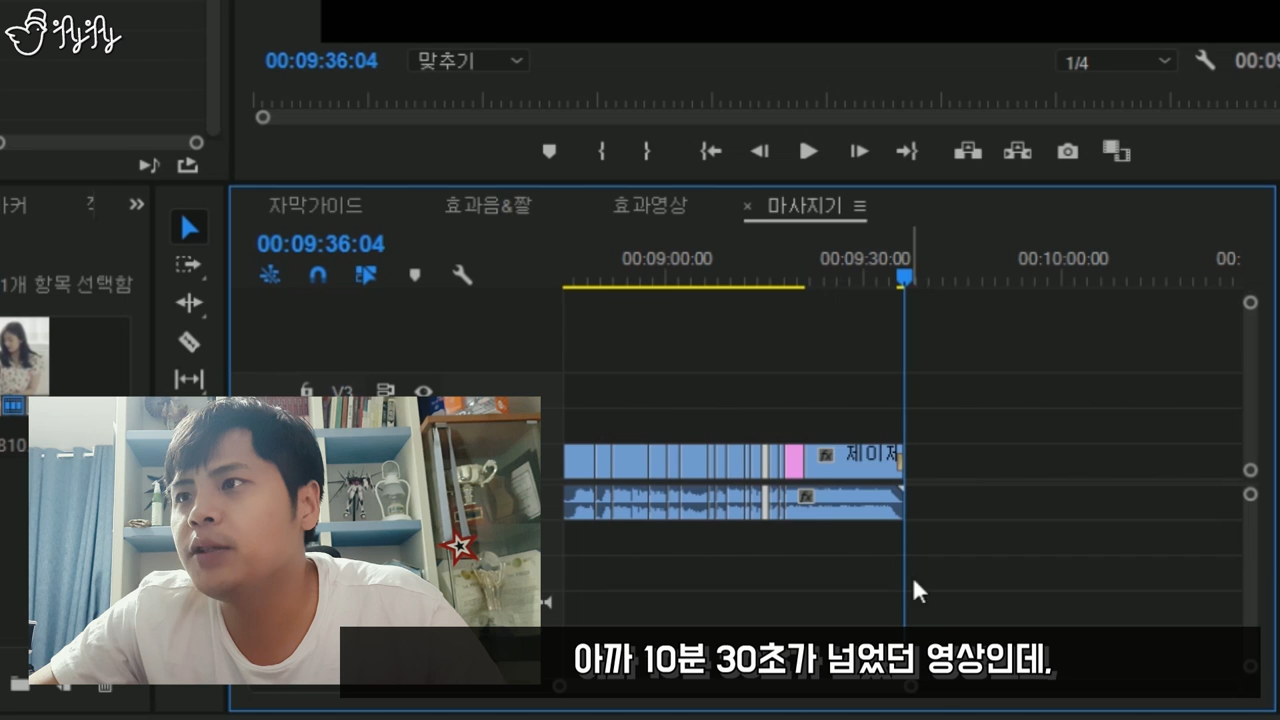 00:09:36:04 맞추기 1/4
자막가이드 효과음&짤 효과영상 × 마사지기
00:09:36:04
00:09:00:00 00:09:30:00 00:10:00:00 00:
1개 항목 선택함
V3
fx 제이제
fx
아까 10분 30초가 넘었던 영상인데,